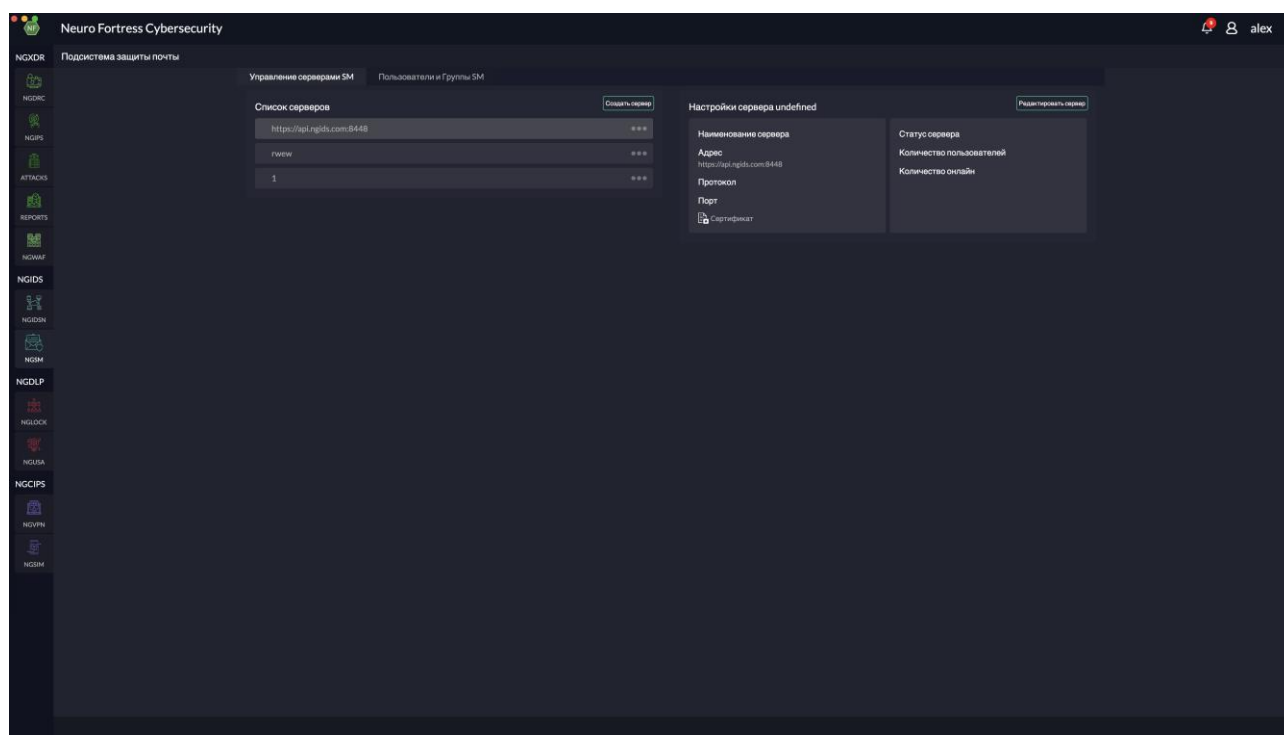 NF
Neuro Fortress Cybersecurity
alex
NGXDR
Подсистема защиты почты
NGDRC
NGIPS
ATTACKS
REPORTS
NGWAF
NGIDS
NGIDSN
NGSM
NGDLP
NGLOCK
NGUSA
NGCIPS
NGVPN
NGSIM
Управление серверами SM
Пользователи и Группы SM
Список серверов
Создать сервер
https://api.ngids.com:8448
rwew
1
Настройки сервера undefined
Редактировать сервер
Наименование сервера
Адрес
https://api.ngids.com:8448
Протокол
Порт
Сертификат
Статус сервера
Количество пользователей
Количество онлайн